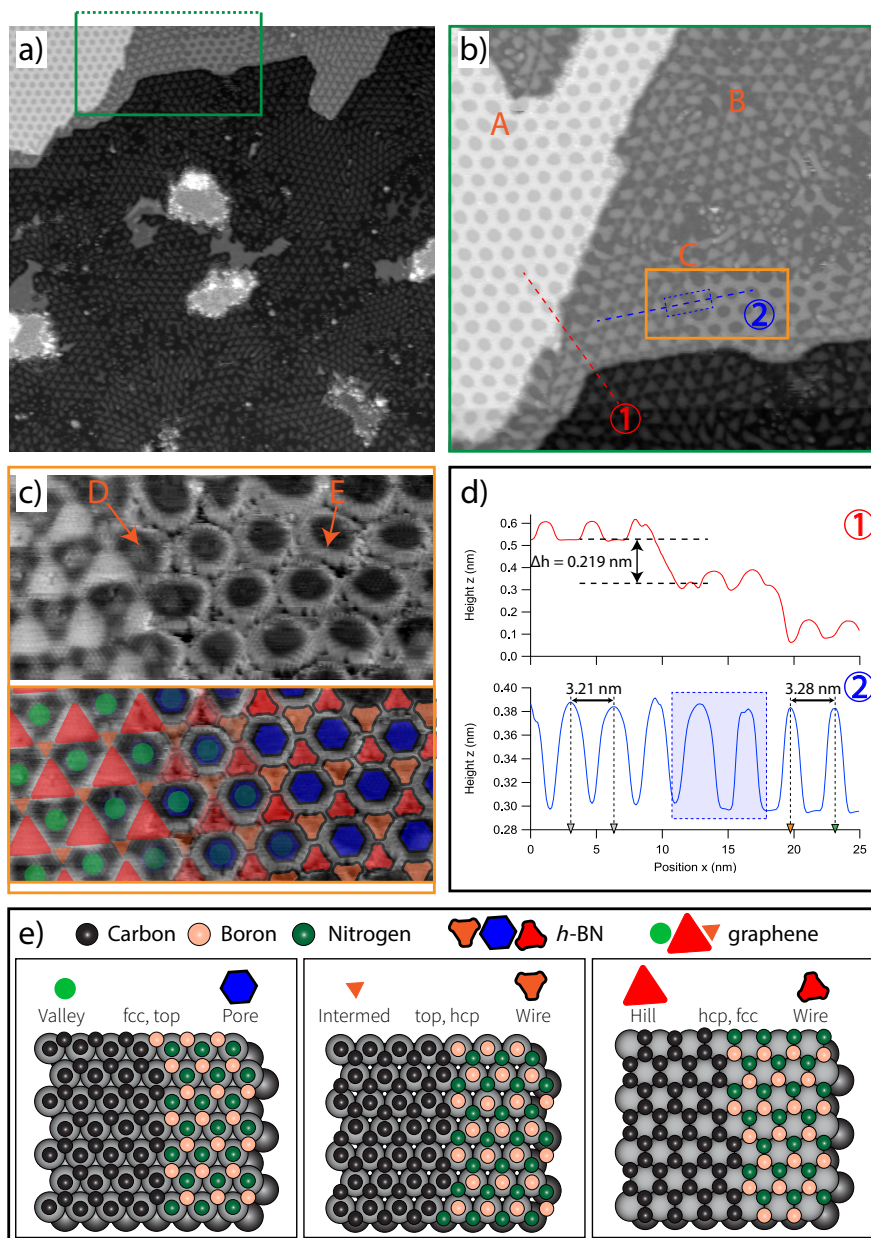 a)
b)
A
B
C
②
①
c)
D
E
d)
①
0.6
0.5
0.4
0.3
0.2
0.1
0.0
Height z (nm)
Δh = 0.219 nm
②
0.40
0.38
0.36
0.34
0.32
0.30
0.28
Height z (nm)
3.21 nm
3.28 nm
0 5 10 15 20 25
Position x (nm)
e)
Carbon Boron Nitrogen h-BN graphene
Valley fcc, top Pore
Intermed top, hcp Wire
Hill hcp, fcc Wire